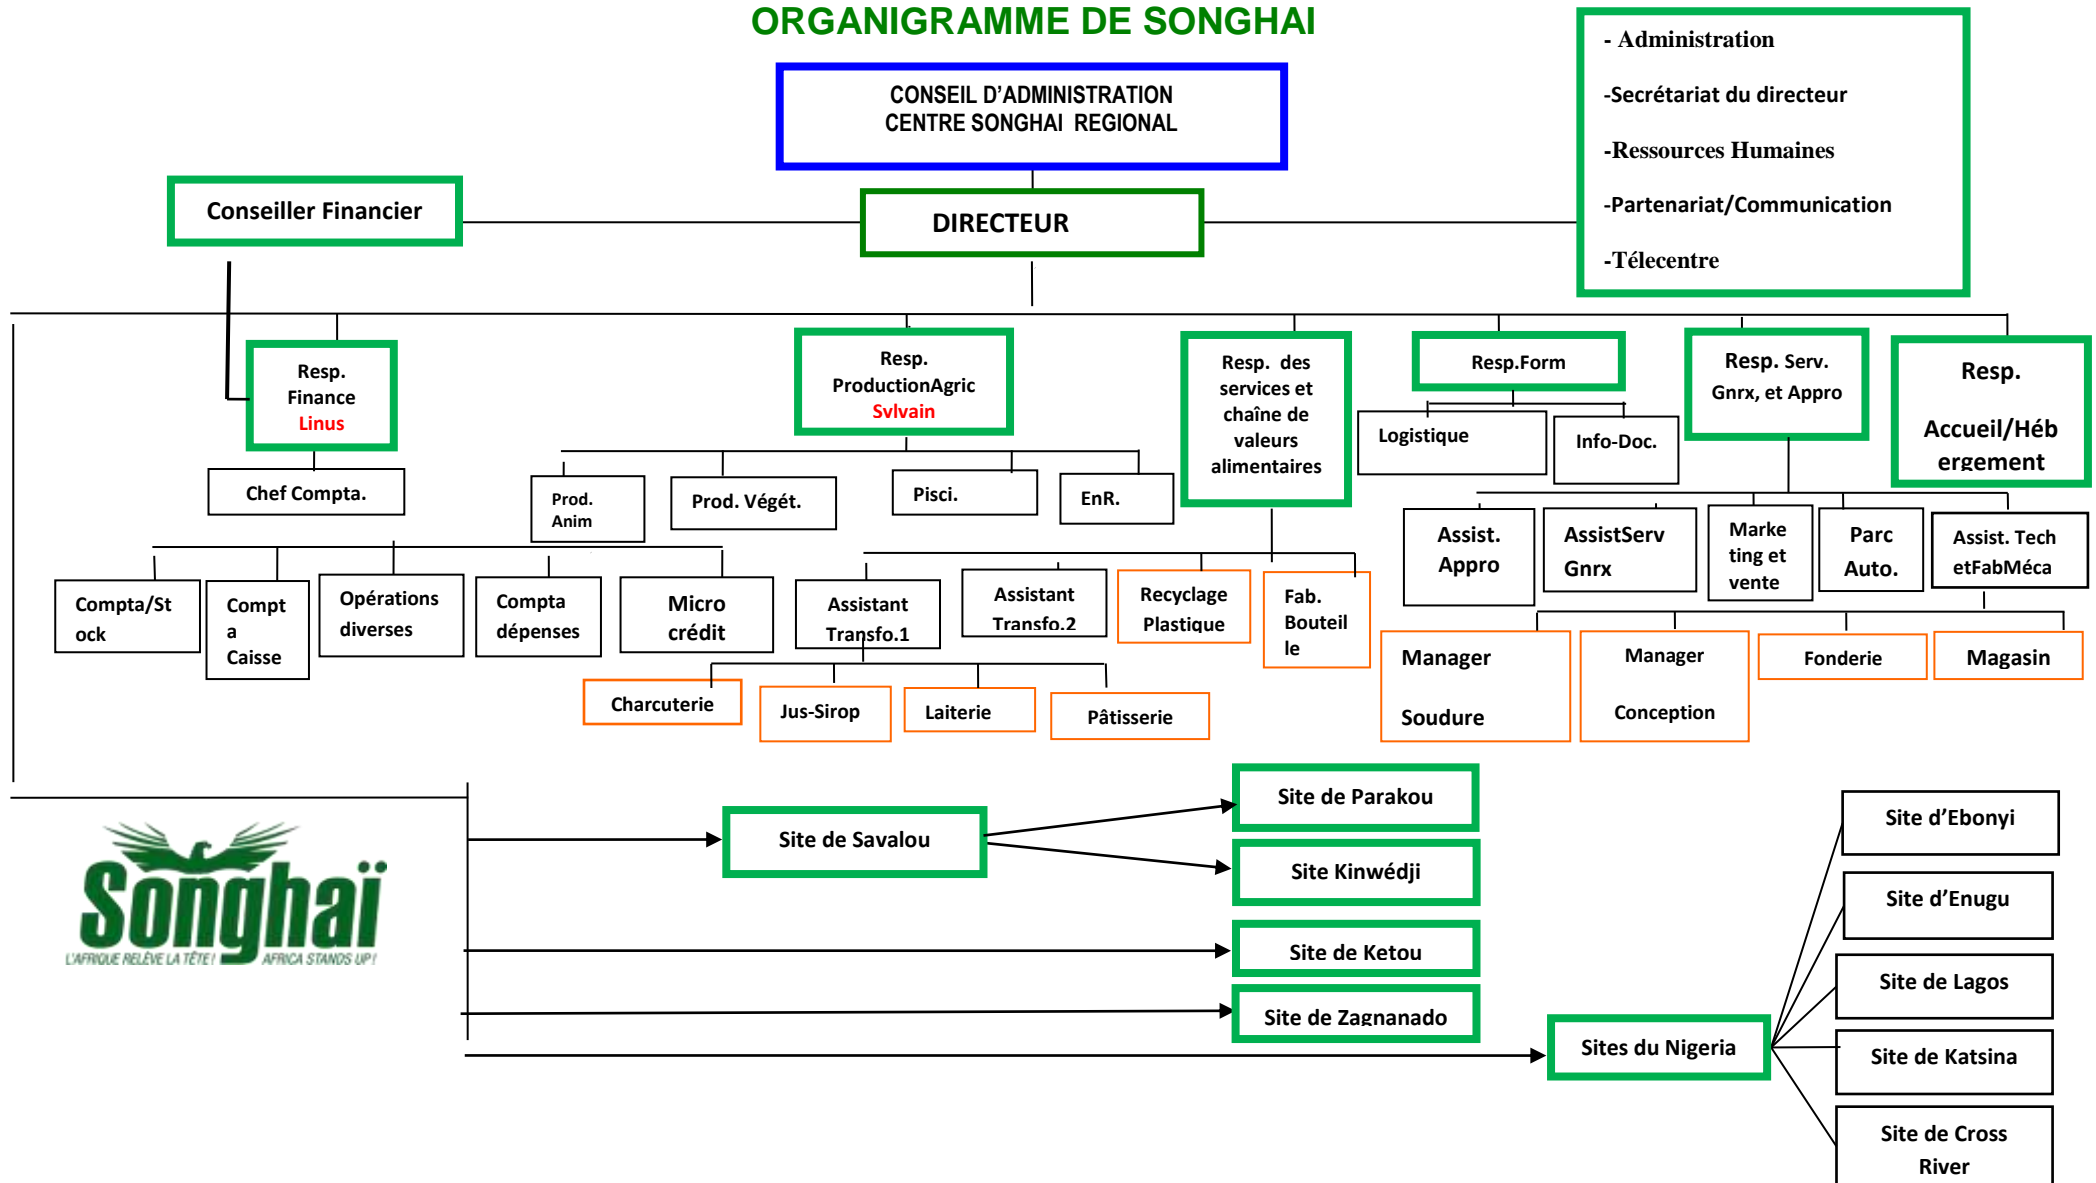 ORGANIGRAMME DE SONGHAI
CONSEIL D’ADMINISTRATION
CENTRE SONGHAI REGIONAL
- Administration
-Secrétariat du directeur
-Ressources Humaines
-Partenariat/Communication
-Télecentre
Conseiller Financier
DIRECTEUR
Resp.
Finance
Linus
Resp.
ProductionAgric
Sylvain
Resp. des
services et
chaîne de
valeurs
alimentaires
Resp.Form
Resp. Serv.
Gnrx, et Appro
Resp.
Accueil/Héb
ergement
Logistique
Info-Doc.
Chef Compta.
Prod.
Anim
Prod. Végét.
Pisci.
EnR.
Assist.
Appro
AssistServ
Gnrx
Marke
ting et
vente
Parc
Auto.
Assist. Tech
etFabMéca
Compta/St
ock
Compt
a
Caisse
Opérations
diverses
Compta
dépenses
Micro
crédit
Assistant
Transfo.1
Assistant
Transfo.2
Recyclage
Plastique
Fab.
Bouteil
le
Charcuterie
Jus-Sirop
Laiterie
Pâtisserie
Manager
Soudure
Manager
Conception
Fonderie
Magasin
Site de Savalou
Site de Parakou
Site Kinwédji
Site de Ketou
Site de Zagnanado
Sites du Nigeria
Site d’Ebonyi
Site d’Enugu
Site de Lagos
Site de Katsina
Site de Cross
River
Songhaï
L'AFRIQUE RELÈVE LA TÊTE ! AFRICA STANDS UP !